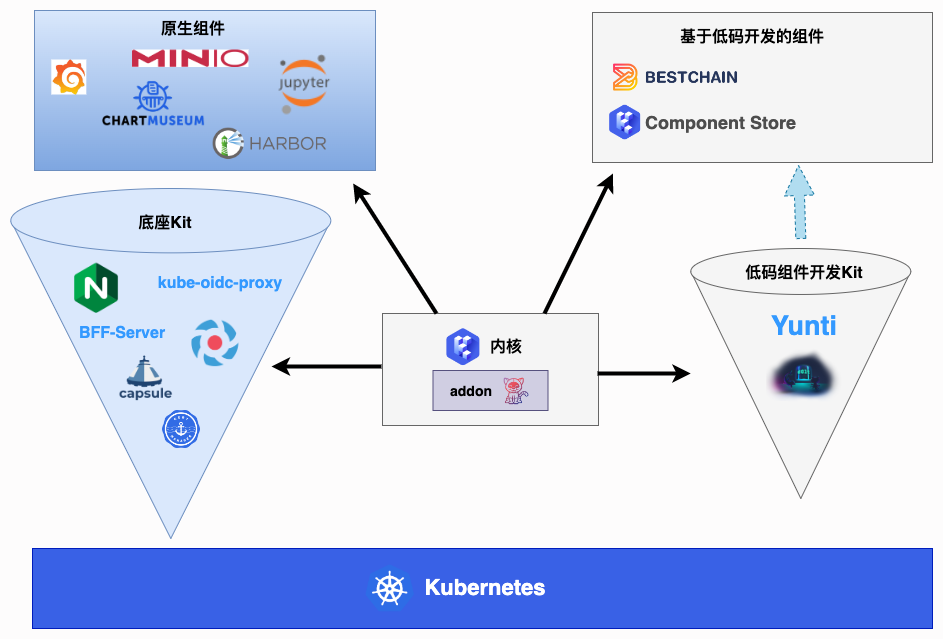 原生组件
MINIO
jupyter
CHARTMUSEUM
HARBOR
基于低码开发的组件
BESTCHAIN
Component Store
底座Kit
N
kube-oidc-proxy
BFF-Server
capsule
内核
addon
低码组件开发Kit
Yunti
Kubernetes